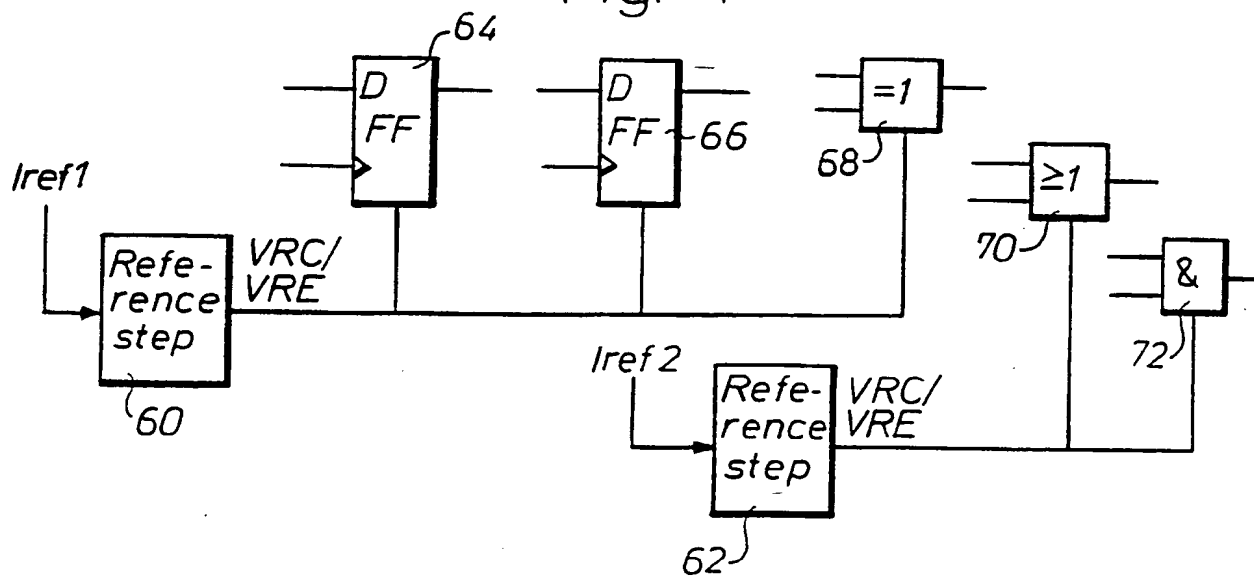 64
D
FF
D
FF
66
=1
68
Iref1
≥1
70
Refe-
rence
step
VRC/
VRE
60
&
72
Iref2
Refe-
rence
step
VRC/
VRE
62